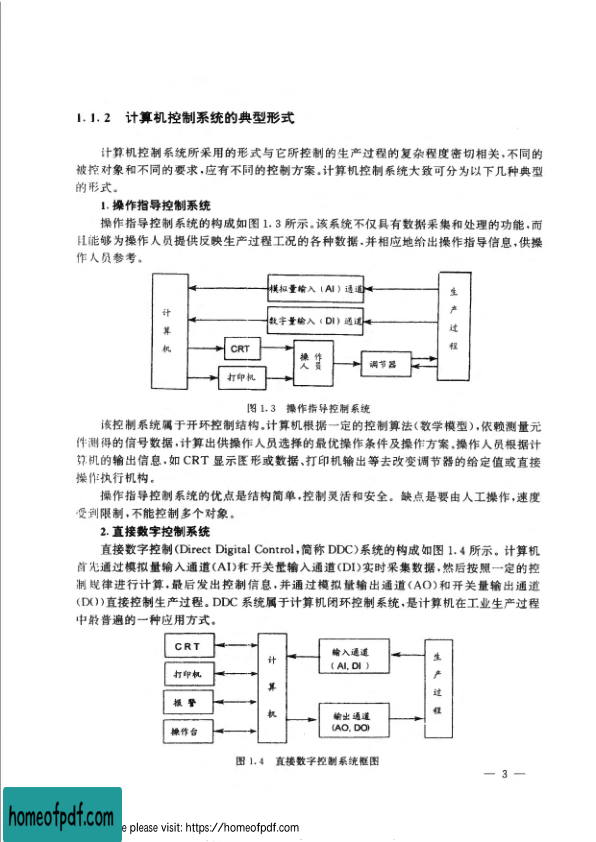 1.1.2 计算机控制系统的典型形式
计算机控制系统所采用的形式与它所控制的生产过程的复杂程度密切相关,不同的
被控对象和不同的要求,应有不同的控制方案。计算机控制系统大致可分为以下几种典型
的形式。
1.操作指导控制系统
操作指导控制系统的构成如图1.3所示。该系统不仅具有数据采集和处理的功能,而
且能够为操作人员提供反映生产过程工况的各种数据,并相应地给出操作指导信息,供操
作人员参考。
计算机
模拟量输入(AI)通道
数字量输入(DI)通道
CRT
打印机
操作人员
调节器
生产过程
图1.3 操作指导控制系统
该控制系统属于开环控制结构。计算机根据一定的控制算法(数学模型),依赖测量元
件测得的信号数据,计算出供操作人员选择的最优操作条件及操作方案。操作人员根据计
算机的输出信息,如CRT显示图形或数据、打印机输出等去改变调节器的给定值或直接
操作执行机构。
操作指导控制系统的优点是结构简单,控制灵活和安全。缺点是要由人工操作,速度
受到限制,不能控制多个对象。
2.直接数字控制系统
直接数字控制(Direct Digital Control,简称DDC)系统的构成如图1.4所示。计算机
首先通过模拟量输入通道(AI)和开关量输入通道(DI)实时采集数据,然后按照一定的控
制规律进行计算,最后发出控制信息,并通过模拟量输出通道(AO)和开关量输出通道
(DO)直接控制生产过程。DDC系统属于计算机闭环控制系统,是计算机在工业生产过程
中最普遍的一种应用方式。
CRT
打印机
报警
操作台
计算机
输入通道
(AI, DI)
输出通道
(AO, DO)
生产过程
图1.4 直接数字控制系统框图
— 3 —
homeofpdf.com
e please visit: https://homeofpdf.com